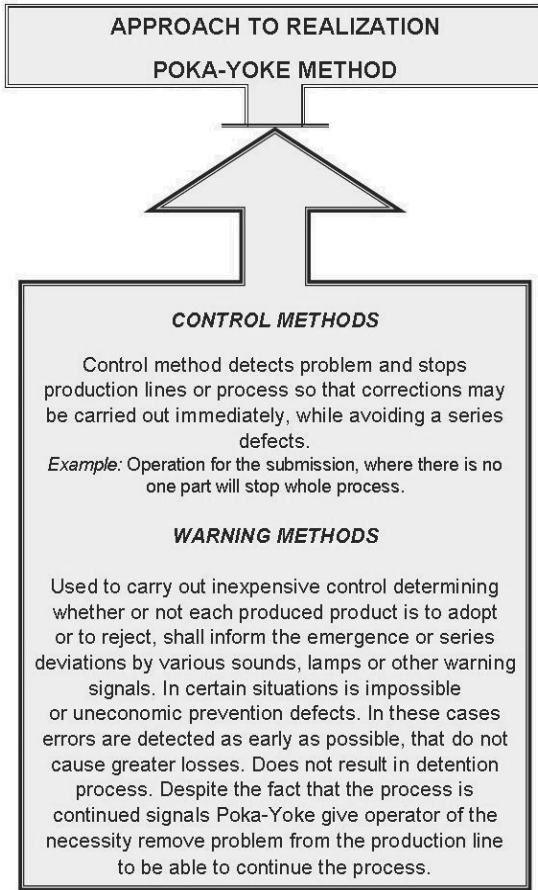 APPROACH TO REALIZATION
POKA-YOKE METHOD
CONTROL METHODS
Control method detects problem and stops
production lines or process so that corrections may
be carried out immediately, while avoiding a series
defects.
Example: Operation for the submission, where there is no
one part will stop whole process.
WARNING METHODS
Used to carry out inexpensive control determining
whether or not each produced product is to adopt
or to reject, shall inform the emergence or series
deviations by various sounds, lamps or other warning
signals. In certain situations is impossible
or uneconomic prevention defects. In these cases
errors are detected as early as possible, that do not
cause greater losses. Does not result in detention
process. Despite the fact that the process is
continued signals Poka-Yoke give operator of the
necessity remove problem from the production line
to be able to continue the process.